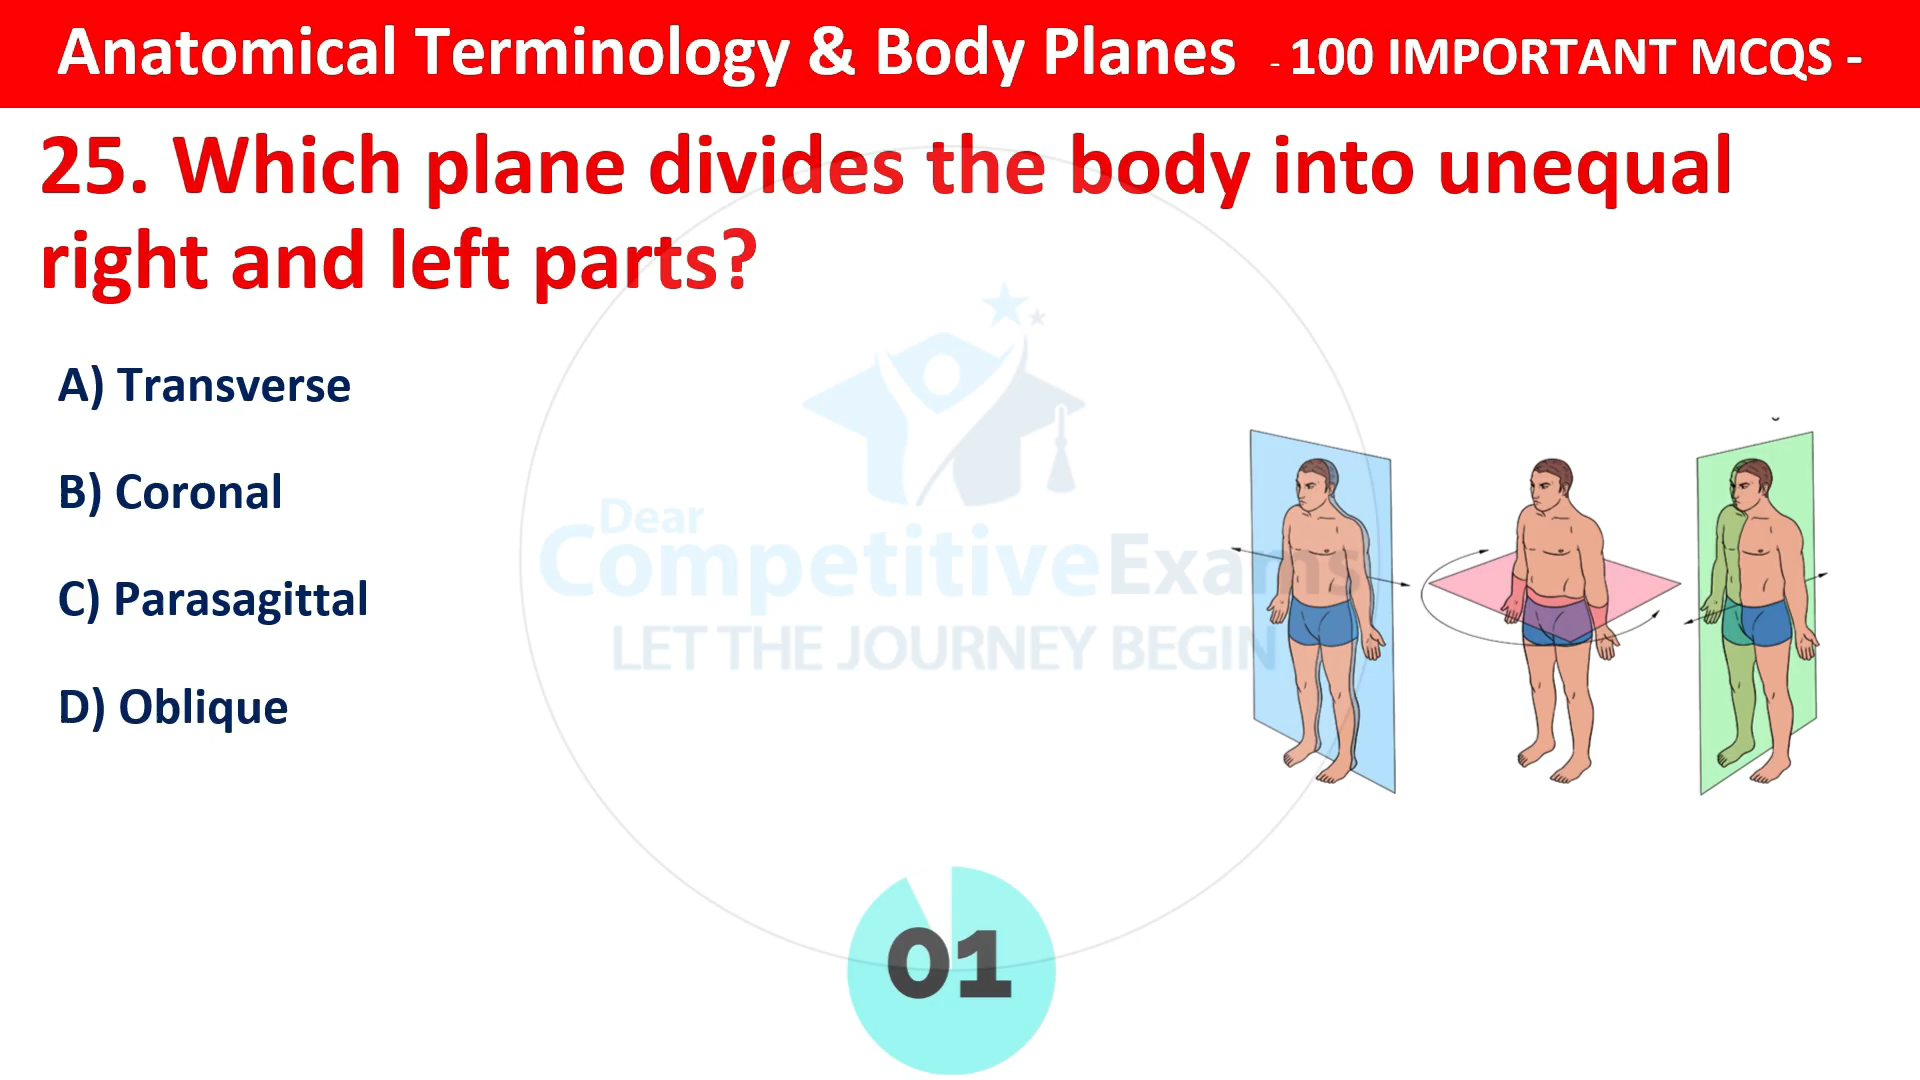 Anatomical Terminology & Body Planes - 100 IMPORTANT MCQS -
25. Which plane divides the body into unequal
right and left parts?
A) Transverse
B) Coronal
C) Parasagittal
D) Oblique
Dear
CompetitiveExams
LET THE JOURNEY BEGIN
01